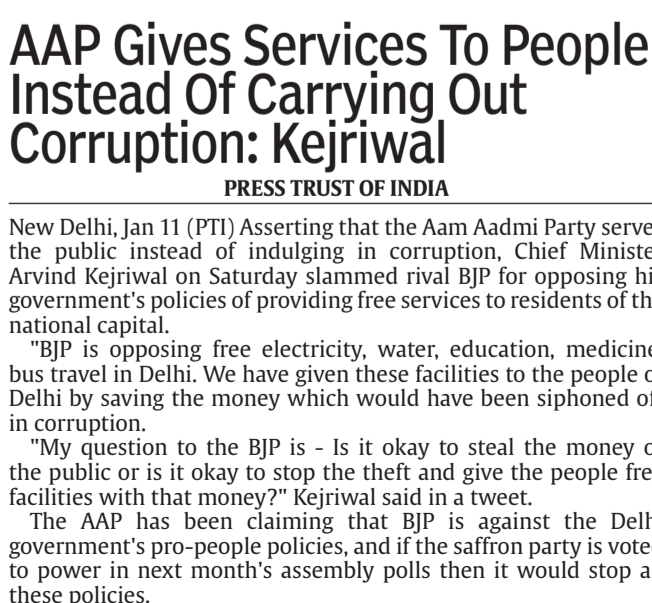 AAP Gives Services To People
Instead Of Carrying Out
Corruption: Kejriwal
PRESS TRUST OF INDIA
New Delhi, Jan 11 (PTI) Asserting that the Aam Aadmi Party serve
the public instead of indulging in corruption, Chief Ministe
Arvind Kejriwal on Saturday slammed rival BJP for opposing hi
government's policies of providing free services to residents of th
national capital.
"BJP is opposing free electricity, water, education, medicine
bus travel in Delhi. We have given these facilities to the people o
Delhi by saving the money which would have been siphoned of
in corruption.
"My question to the BJP is - Is it okay to steal the money o
the public or is it okay to stop the theft and give the people fre
facilities with that money?" Kejriwal said in a tweet.
The AAP has been claiming that BJP is against the Delh
government's pro-people policies, and if the saffron party is vote
to power in next month's assembly polls then it would stop a
these policies.